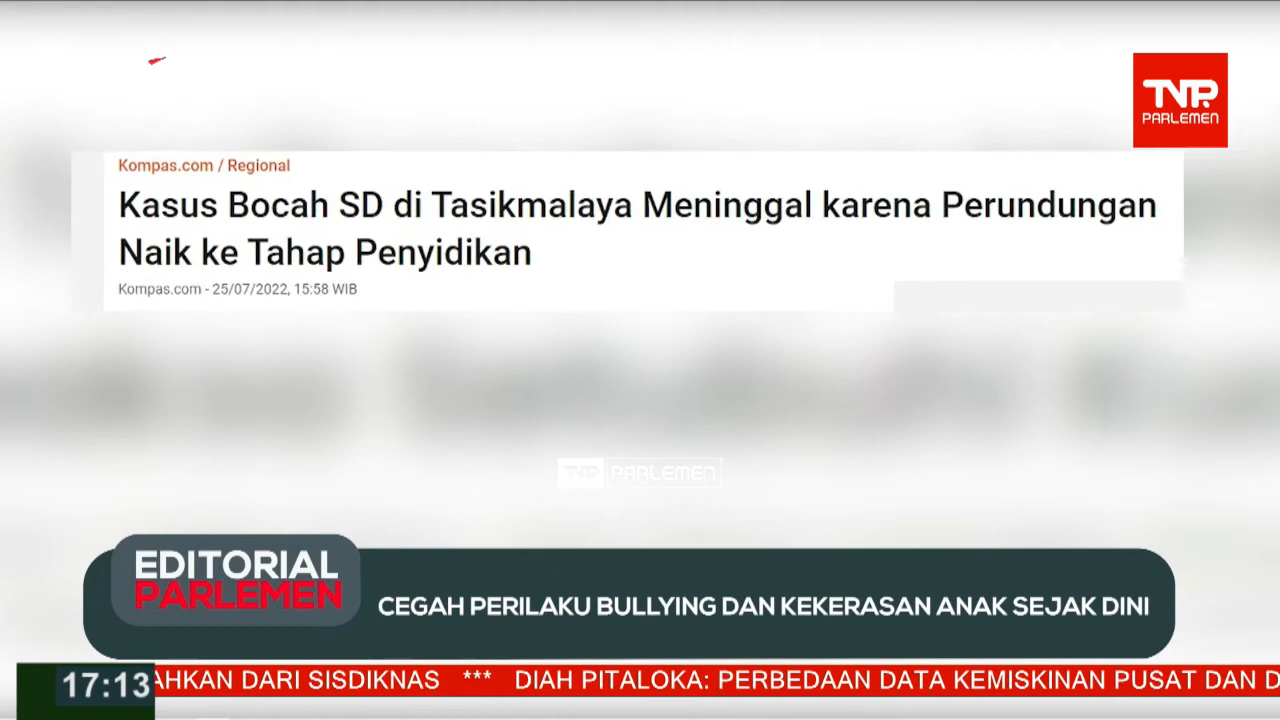 TVR
PARLEMEN
Kompas.com / Regional
Kasus Bocah SD di Tasikmalaya Meninggal karena Perundungan
Naik ke Tahap Penyidikan
Kompas.com - 25/07/2022, 15:58 WIB
TVR PARLEMEN
EDITORIAL
PARLEMEN
CEGAH PERILAKU BULLYING DAN KEKERASAN ANAK SEJAK DINI
17:13 AHKAN DARI SISDIKNAS *** DIAH PITALOKA: PERBEDAAN DATA KEMISKINAN PUSAT DAN D